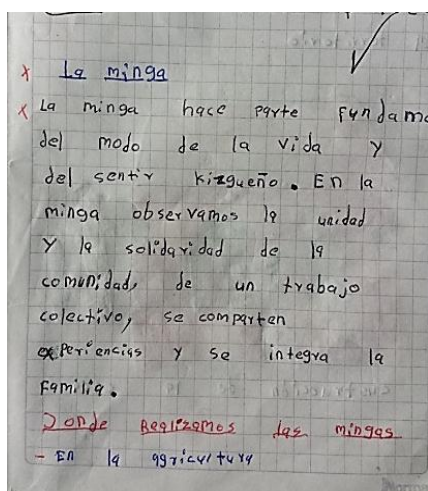 La minga
La minga hace parte fundam
del modo de la vida y
del sentir kizgueño. En la
minga observamos la unidad
y la solidaridad de la
comunidad, de un trabajo
colectivo, se comparten
experiencias y se integra la
Familia.
Donde Realizamos las mingas
- En la agricultura